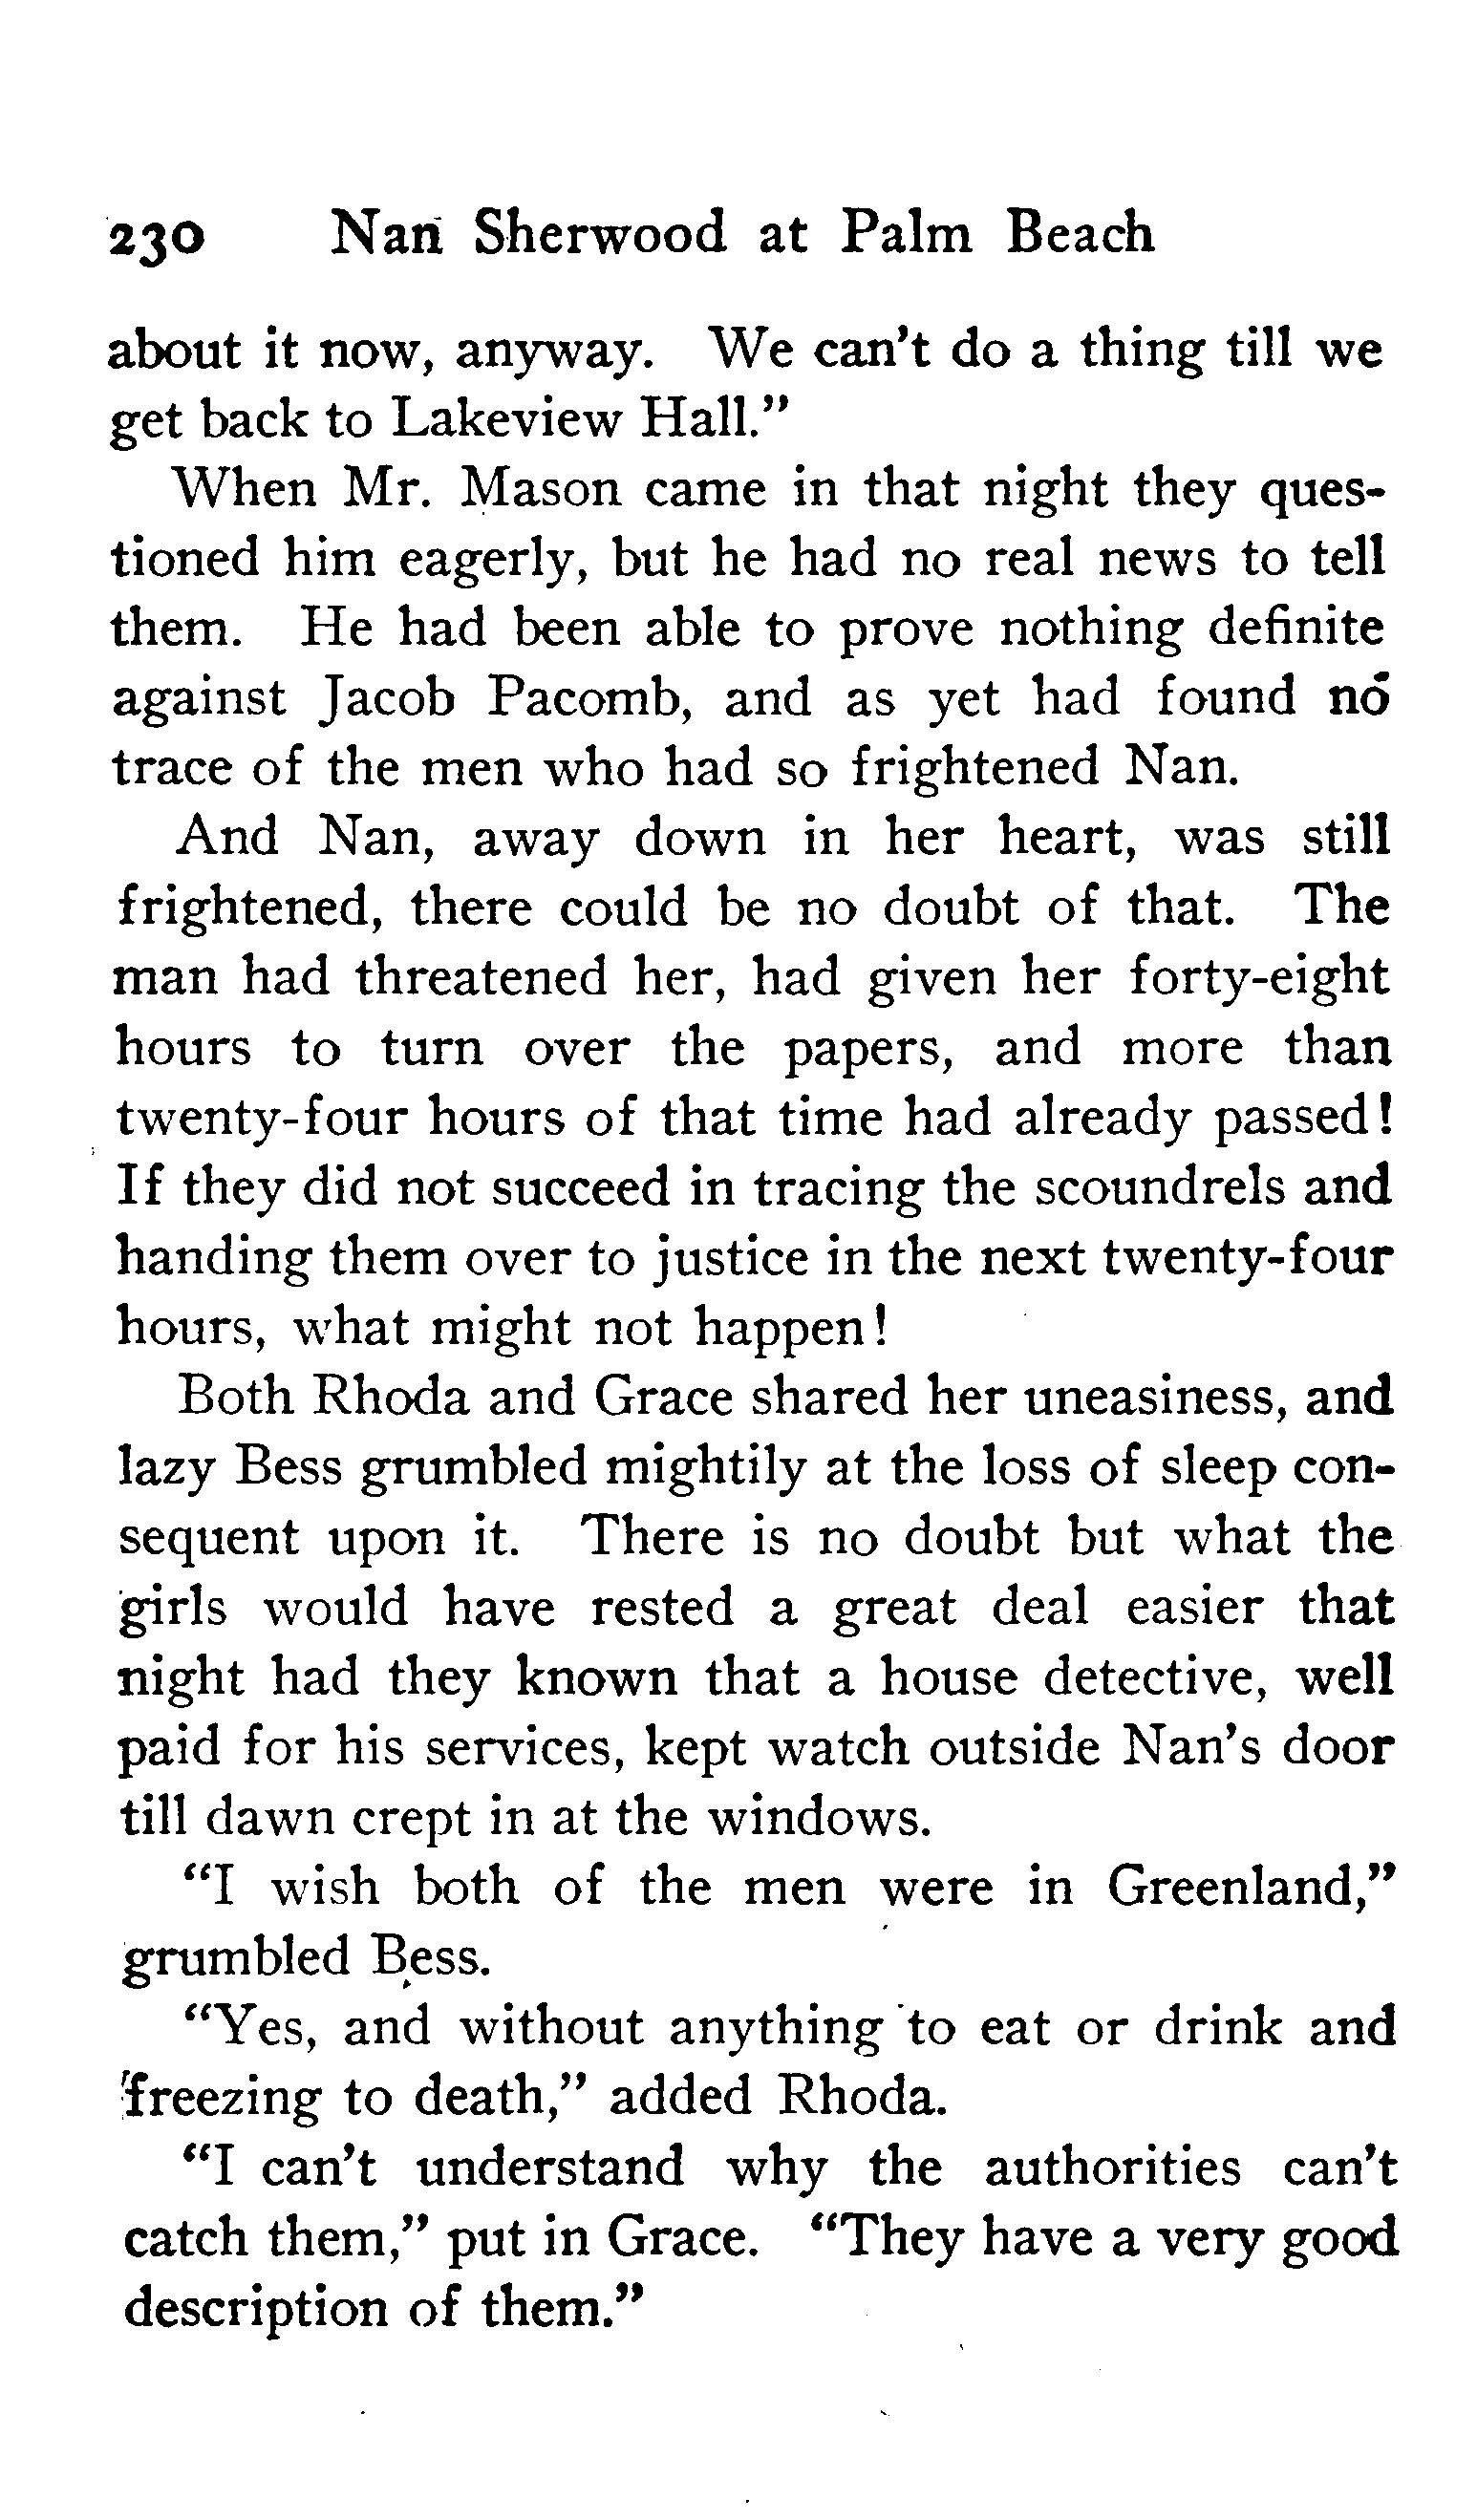 230 Nan Sherwood at Palm Beach
about it now, anyway. We can't do a thing till we
get back to Lakeview Hall."
When Mr. Mason came in that night they ques-
tioned him eagerly, but he had no real news to tell
them. He had been able to prove nothing definite
against Jacob Pacomb, and as yet had found no
trace of the men who had so frightened Nan.
And Nan, away down in her heart, was still
frightened, there could be no doubt of that. The
man had threatened her, had given her forty-eight
hours to turn over the papers, and more than
twenty-four hours of that time had already passed!
If they did not succeed in tracing the scoundrels and
handing them over to justice in the next twenty-four
hours, what might not happen!
Both Rhoda and Grace shared her uneasiness, and
lazy Bess grumbled mightily at the loss of sleep con-
sequent upon it. There is no doubt but what the
girls would have rested a great deal easier that
night had they known that a house detective, well
paid for his services, kept watch outside Nan's door
till dawn crept in at the windows.
"I wish both of the men were in Greenland,"
grumbled Bess.
"Yes, and without anything to eat or drink and
freezing to death," added Rhoda.
"I can't understand why the authorities can't
catch them," put in Grace. "They have a very good
description of them."